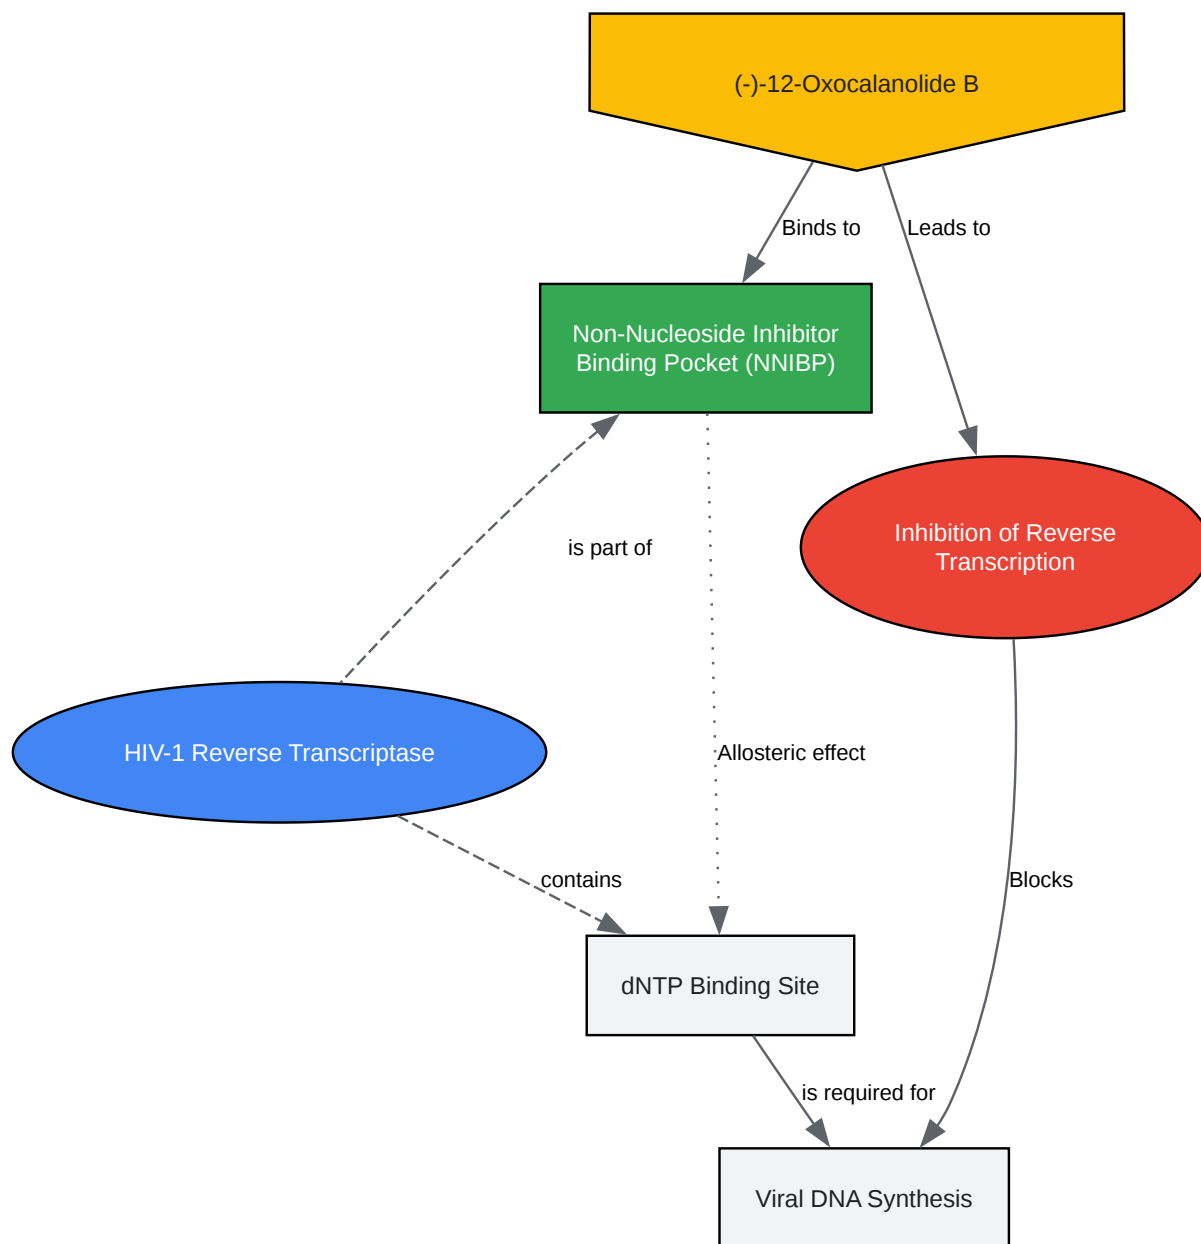 (-)-12-Oxocalanolide B
Binds to
Leads to
Non-Nucleoside Inhibitor
Binding Pocket (NNIBP)
is part of
Inhibition of Reverse
Transcription
HIV-1 Reverse Transcriptase
Allosteric effect
contains
Blocks
dNTP Binding Site
is required for
Viral DNA Synthesis